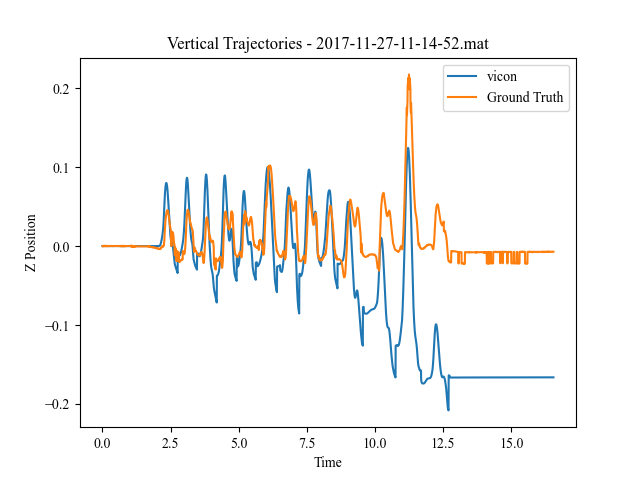 Vertical Trajectories - 2017-11-27-11-14-52.mat
vicon
Ground Truth
Z Position
0.2
0.1
0.0
−0.1
−0.2
0.0 2.5 5.0 7.5 10.0 12.5 15.0
Time